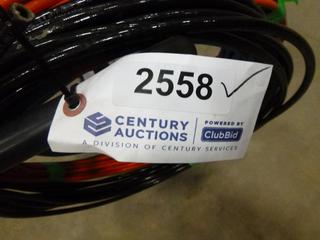 2558
CENTURY
AUCTIONS
POWERED BY
ClubBid
A DIVISION OF CENTURY SERVICES